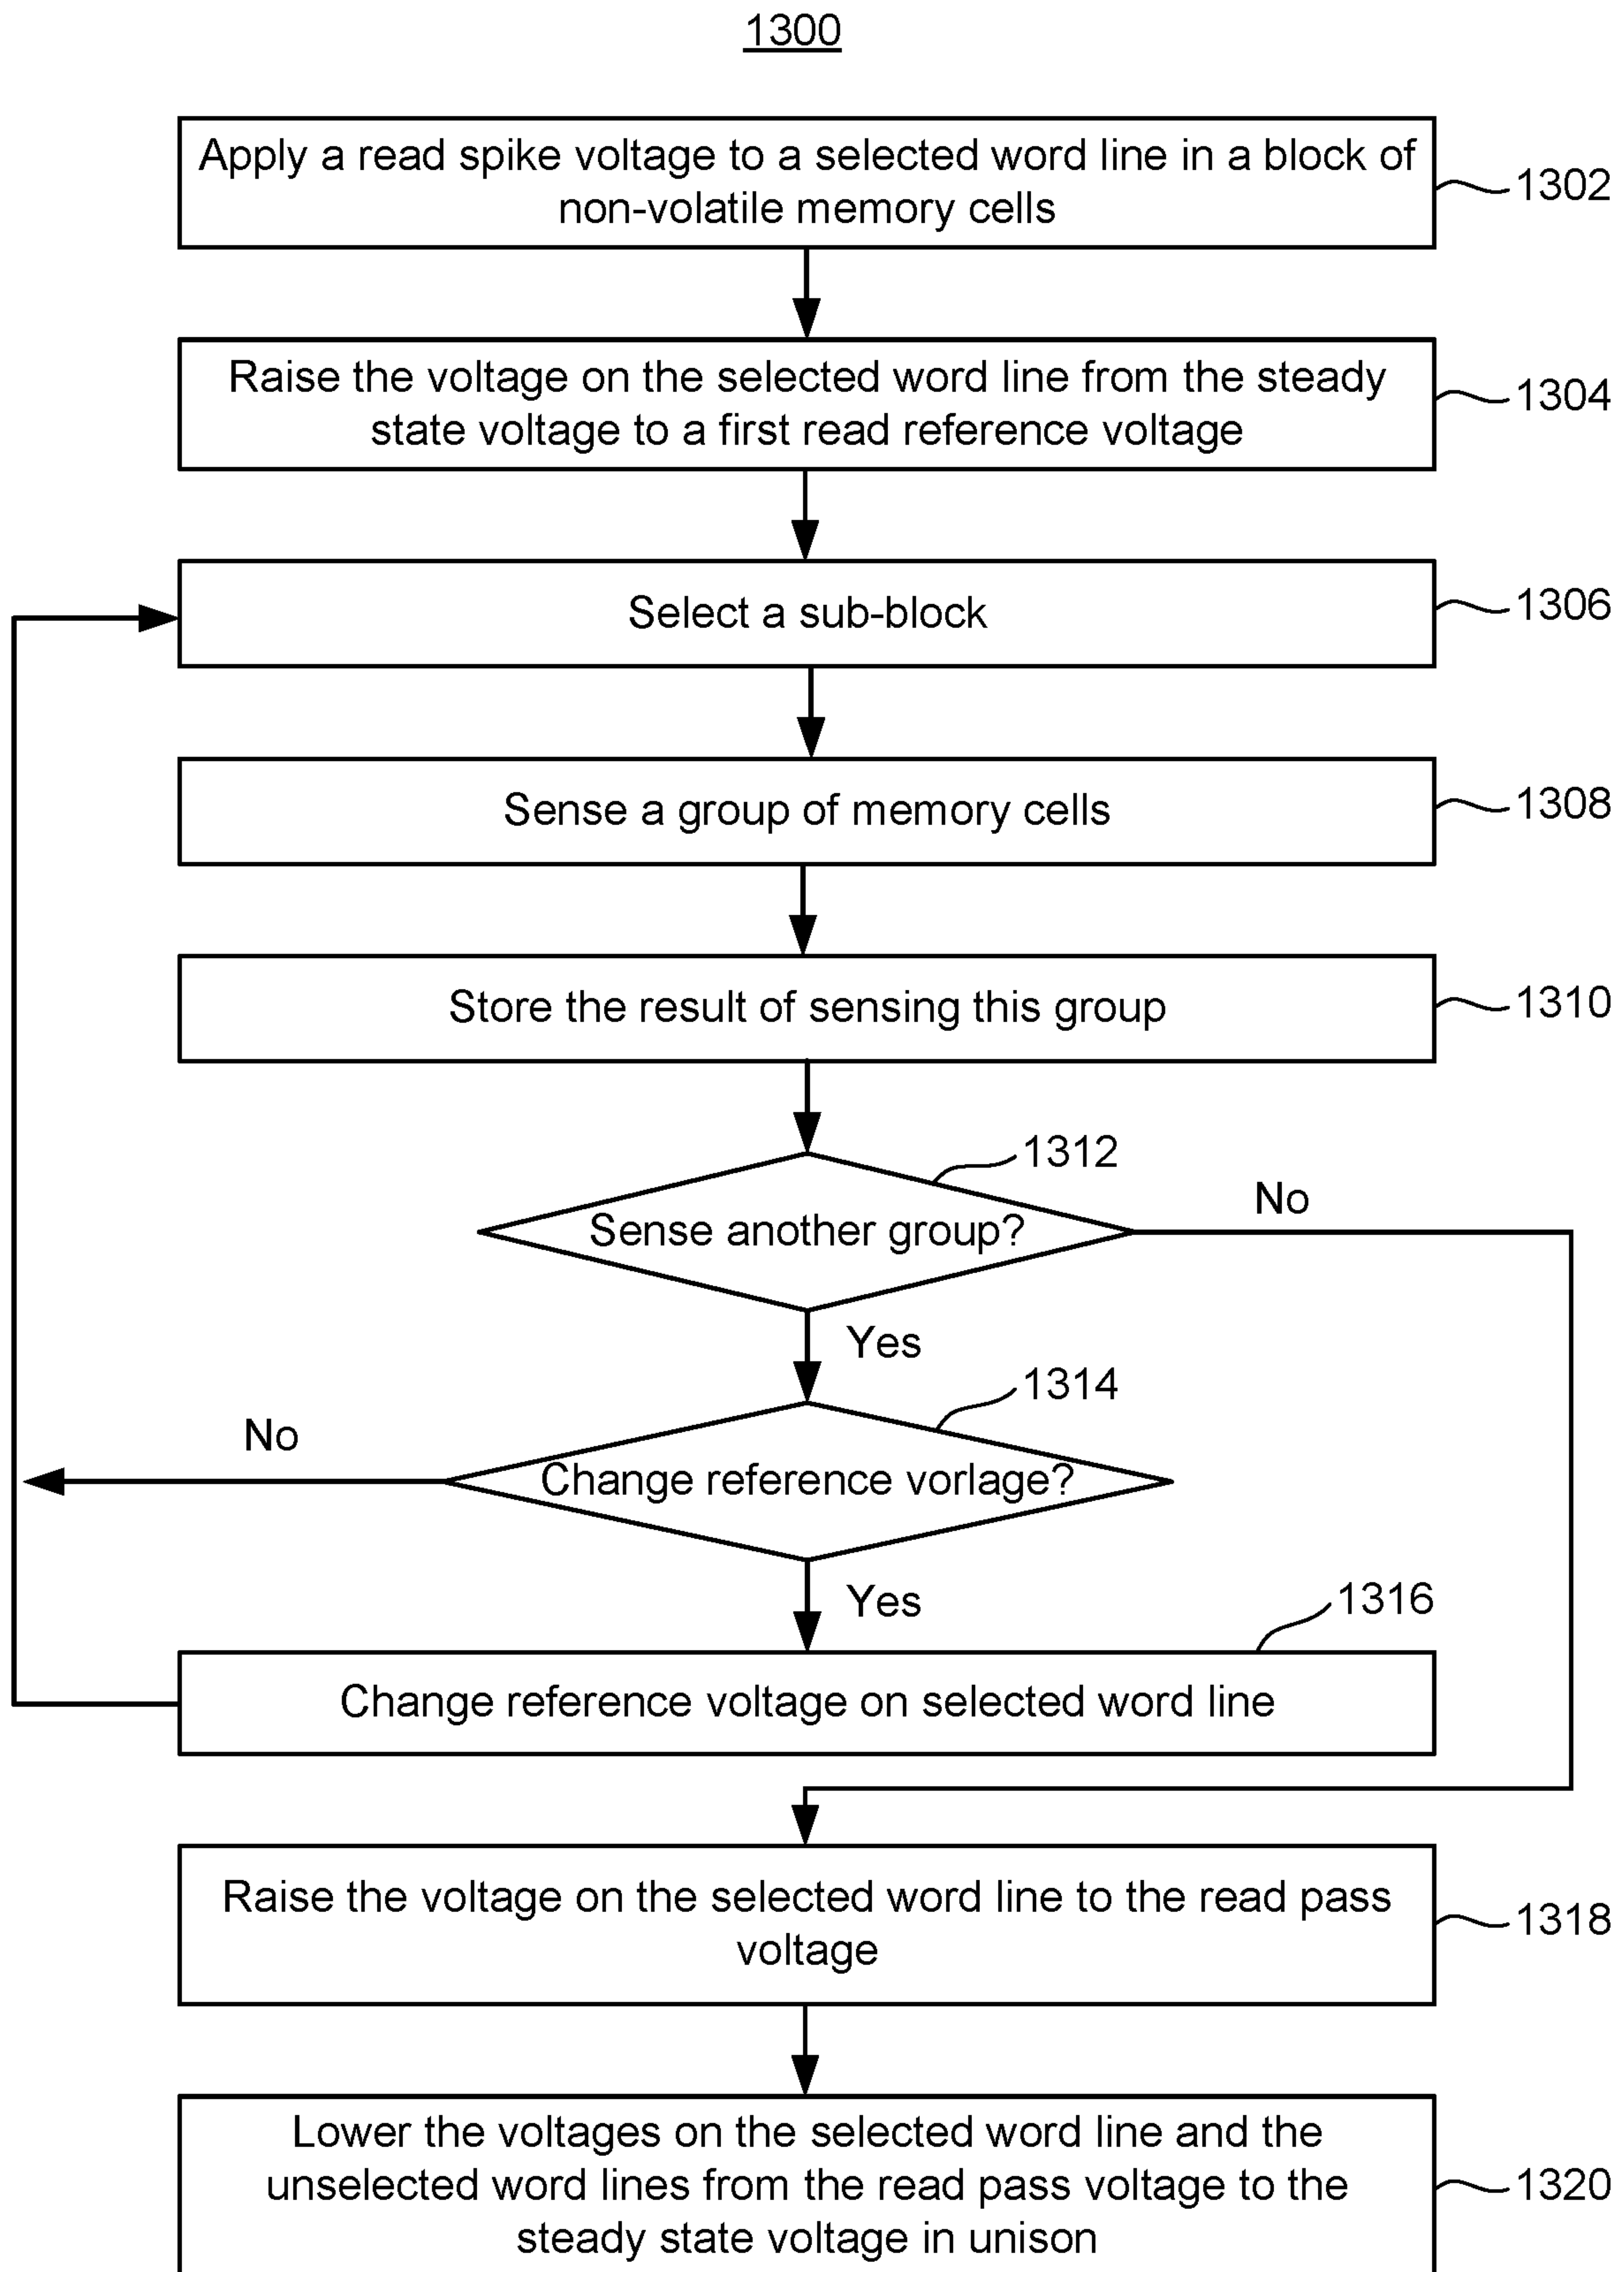 1300
Apply a read spike voltage to a selected word line in a block of
non-volatile memory cells
1302
Raise the voltage on the selected word line from the steady
state voltage to a first read reference voltage
1304
Select a sub-block
1306
Sense a group of memory cells
1308
Store the result of sensing this group
1310
1312
Sense another group?
No
Yes
1314
Change reference vorlage?
No
Yes
1316
Change reference voltage on selected word line
Raise the voltage on the selected word line to the read pass
voltage
1318
Lower the voltages on the selected word line and the
unselected word lines from the read pass voltage to the
steady state voltage in unison
1320